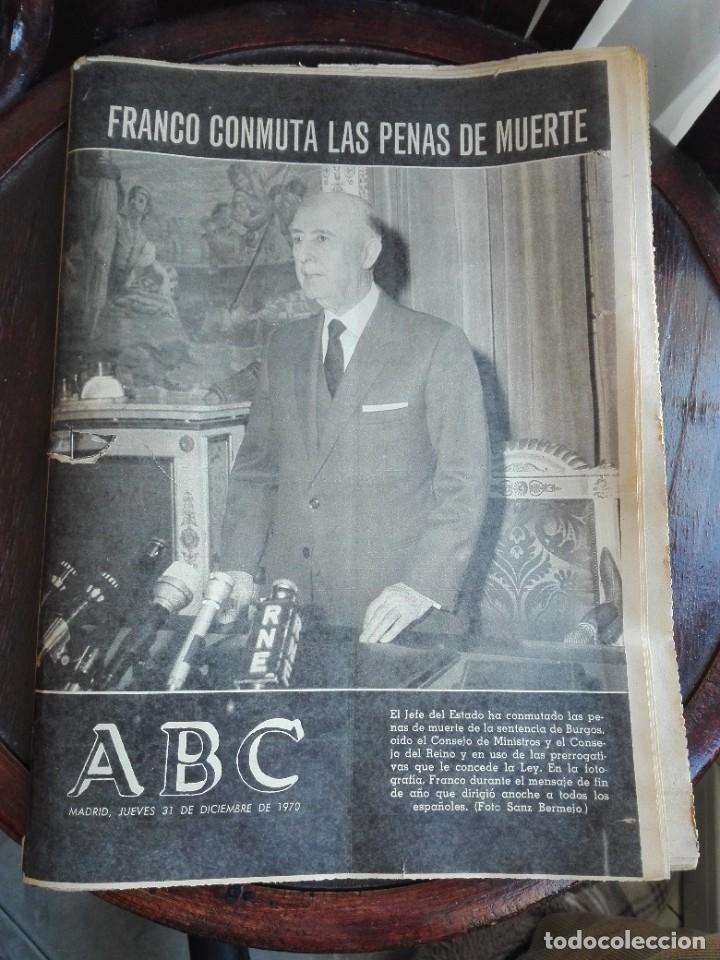 FRANCO CONMUTA LAS PENAS DE MUERTE
RNE
ABC
MADRID, JUEVES 31 DE DICIEMBRE DE 1970
El Jefe del Estado ha conmutado las pe-
nas de muerte de la sentencia de Burgos,
oído el Consejo de Ministros y el Conse-
jo del Reino y en uso de las prerrogati-
vas que le concede la Ley. En la foto-
grafía, Franco durante el mensaje de fin
de año que dirigió anoche a todos los
españoles. (Foto Sanz Bermejo)
todocoleccion
todocoleccion.net